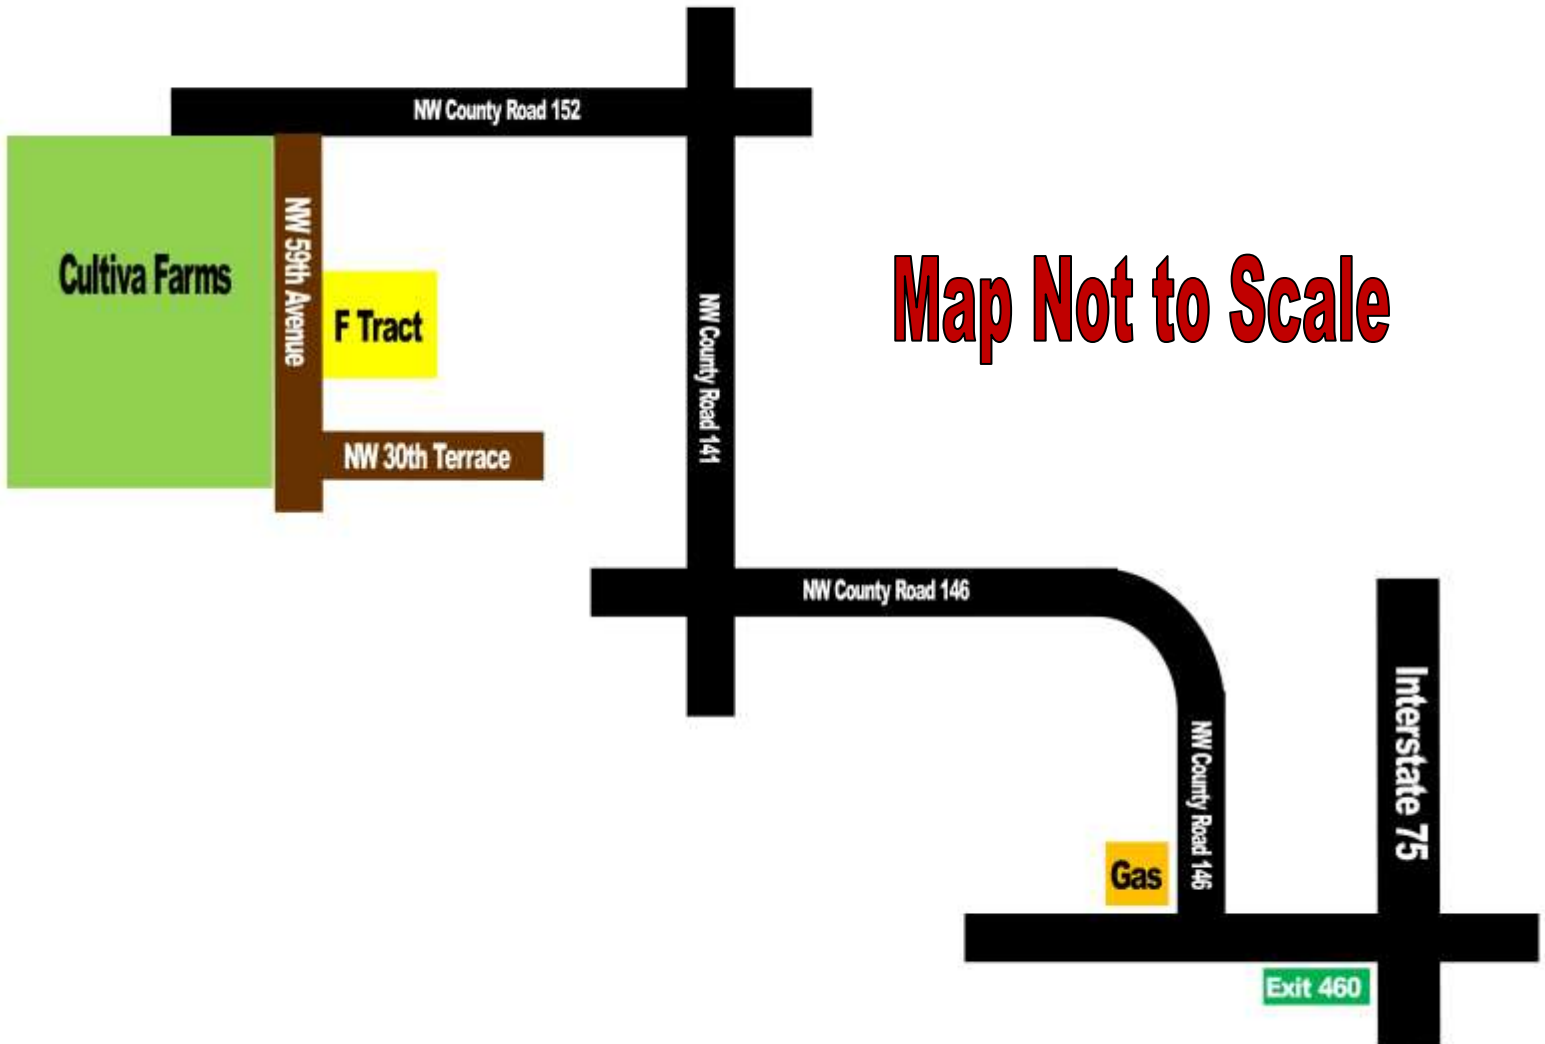 NW County Road 152
NW 59th Avenue
Cultiva Farms
F Tract
Map Not to Scale
NW County Road 141
NW 30th Terrace
NW County Road 146
Interstate 75
NW County Road 146
Gas
Exit 460